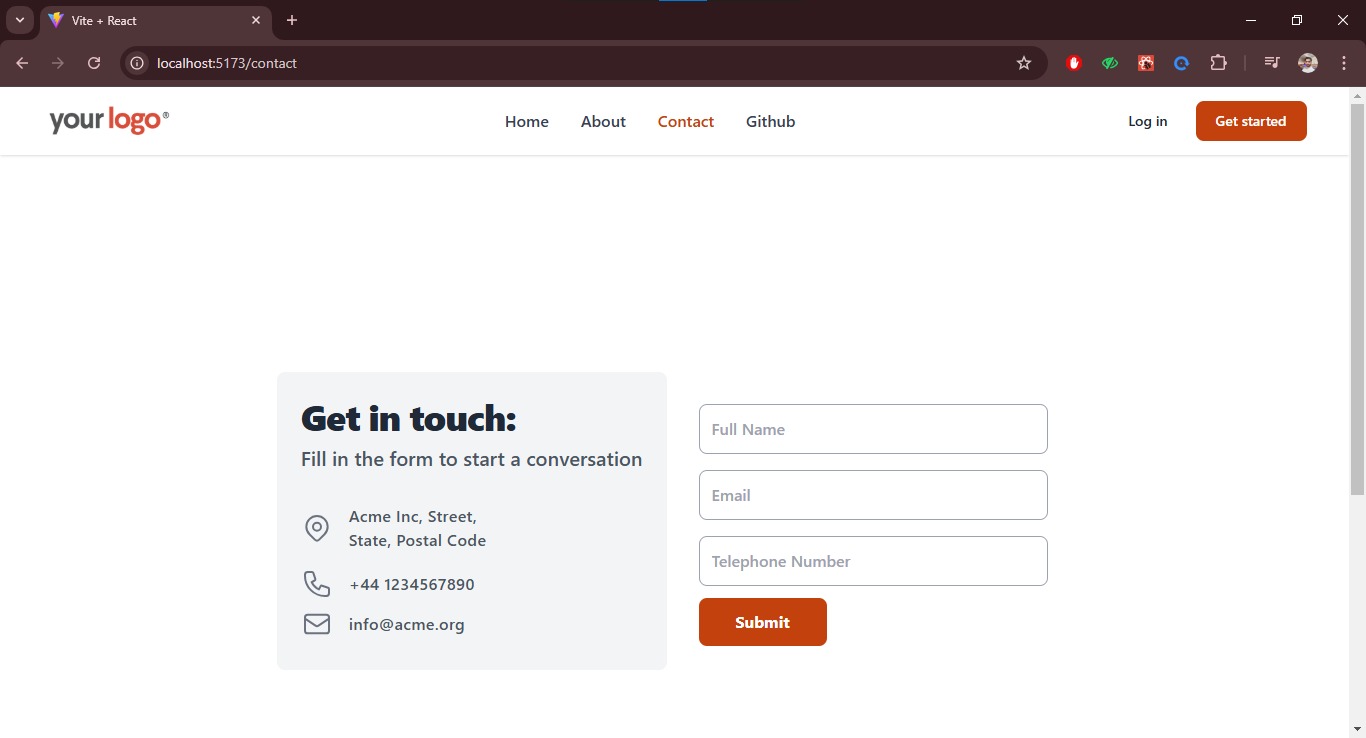 Vite + React
localhost:5173/contact
your logo®
Home About Contact Github
Log in Get started
Get in touch:
Fill in the form to start a conversation
Acme Inc, Street,
State, Postal Code
+44 1234567890
info@acme.org
Full Name
Email
Telephone Number
Submit